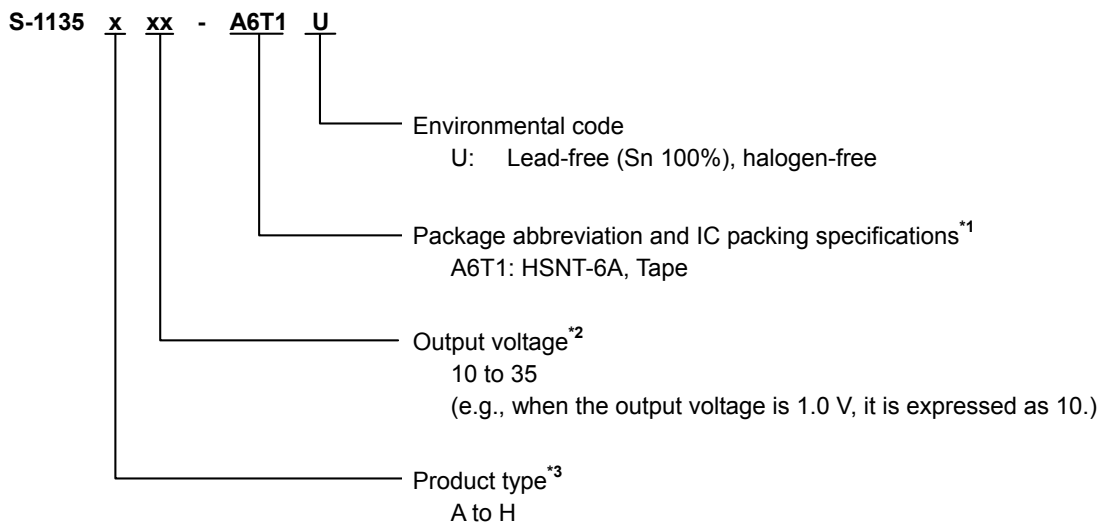 S-1135 x xx - A6T1 U
Environmental code
U: Lead-free (Sn 100%), halogen-free
Package abbreviation and IC packing specifications*1
A6T1: HSNT-6A, Tape
Output voltage*2
10 to 35
(e.g., when the output voltage is 1.0 V, it is expressed as 10.)
Product type*3
A to H